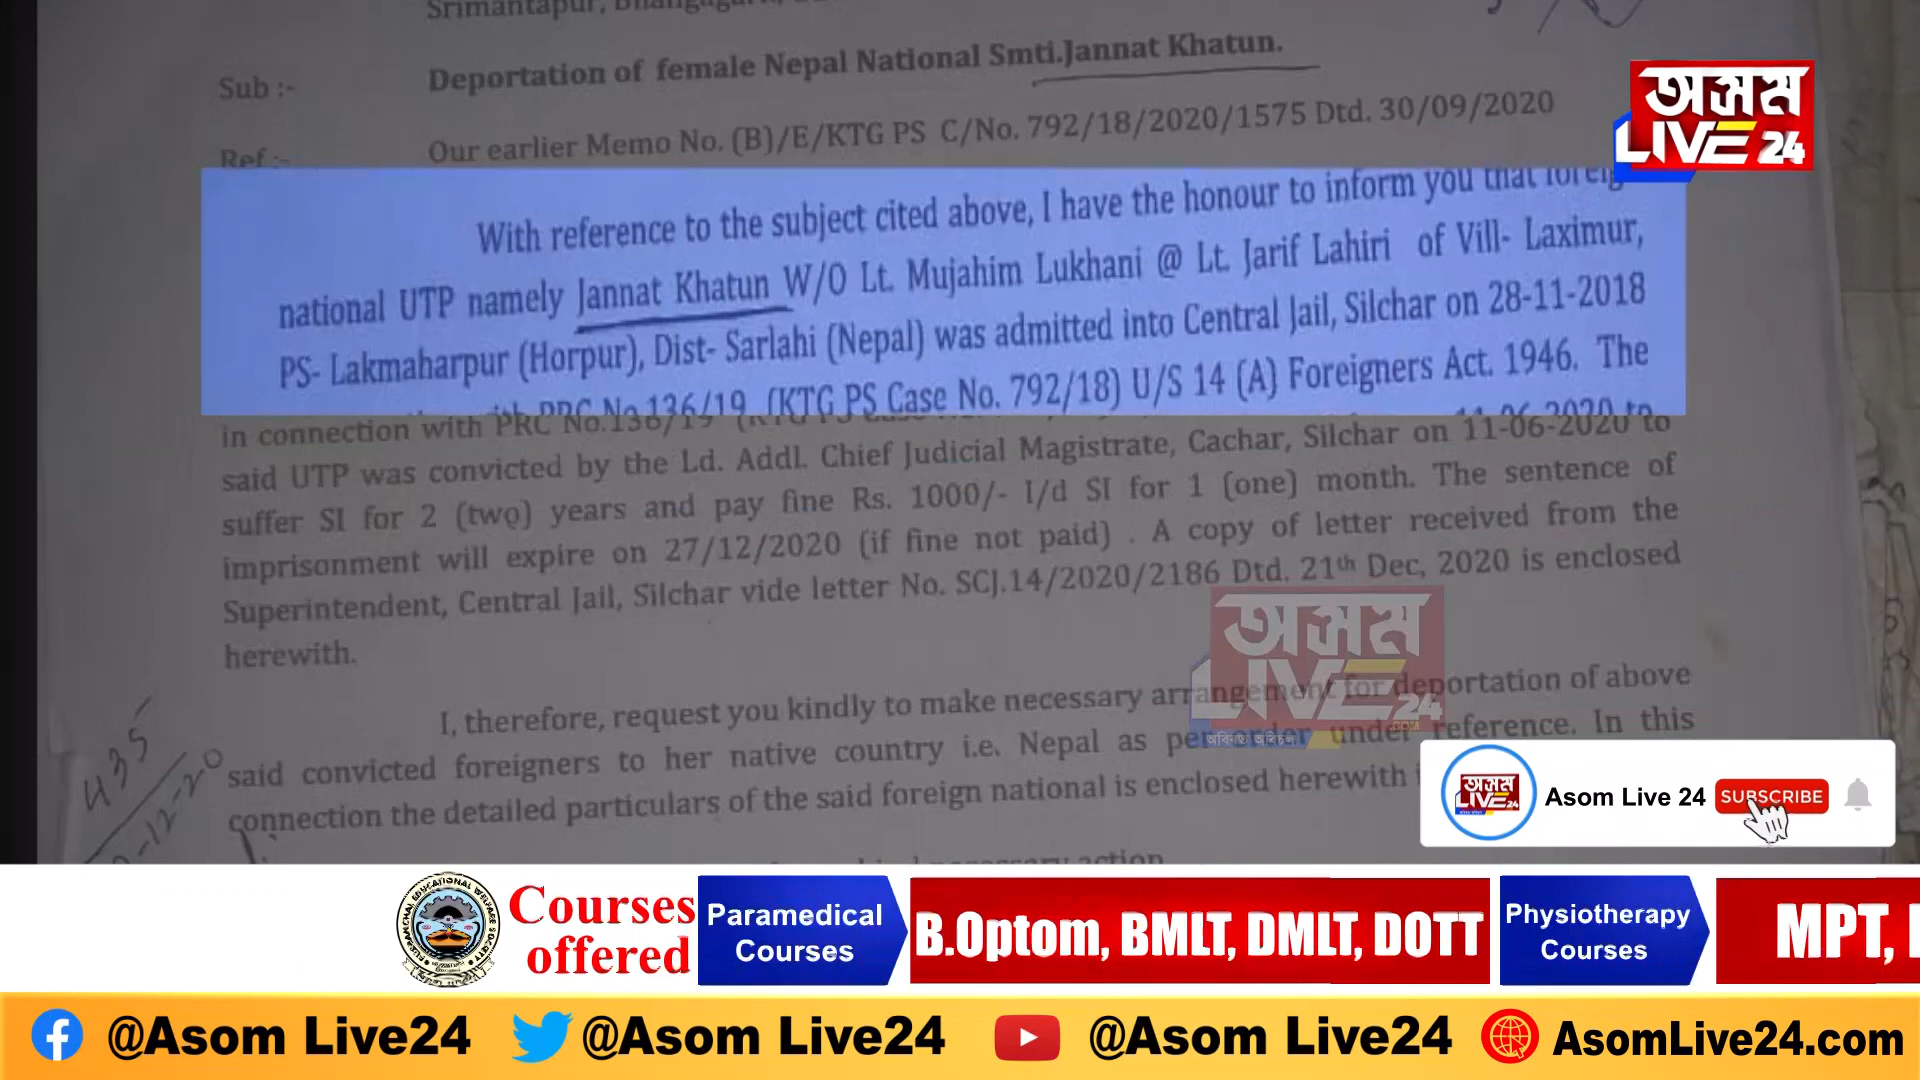 Srimantapur,
Sub :- Deportation of female Nepal National Smti.Jannat Khatun.
Ref :- Our earlier Memo No. (B)/E/KTG PS C/No. 792/18/2020/1575 Dtd. 30/09/2020
With reference to the subject cited above, I have the honour to inform you that foreig
national UTP namely Jannat Khatun W/O Lt. Mujahim Lukhani @ Lt. Jarif Lahiri of Vill- Laximur,
PS- Lakmaharpur (Horpur), Dist- Sarlahi (Nepal) was admitted into Central Jail, Silchar on 28-11-2018
in connection with PRC No.136/19 (KTG PS Case No. 792/18) U/S 14 (A) Foreigners Act. 1946. The
said UTP was convicted by the Ld. Addl. Chief Judicial Magistrate, Cachar, Silchar on 11-06-2020 to
suffer SI for 2 (two) years and pay fine Rs. 1000/- I/d SI for 1 (one) month. The sentence of
imprisonment will expire on 27/12/2020 (if fine not paid) . A copy of letter received from the
Superintendent, Central Jail, Silchar vide letter No. SCJ.14/2020/2186 Dtd. 21th Dec, 2020 is enclosed
herewith.
I, therefore, request you kindly to make necessary arrangement for deportation of above
said convicted foreigners to her native country i.e. Nepal as per order under reference. In this
connection the detailed particulars of the said foreign national is enclosed herewith
action
435
-12-20
অসম
LIVE 24
অসম
LIVE 24
.COM
Asom Live 24 SUBSCRIBE
Courses offered
Paramedical Courses
B.Optom, BMLT, DMLT, DOTT
Physiotherapy Courses
MPT,
@Asom Live24 @Asom Live24 @Asom Live24 AsomLive24.com